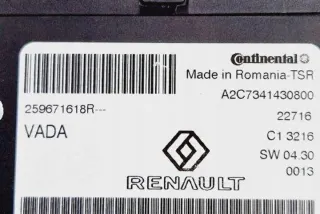 Continental
Made in Romania-TSR
A2C7341430800
259671618R---
22716
VADA
C1 3216
SW 04.30
0013
RENAULT